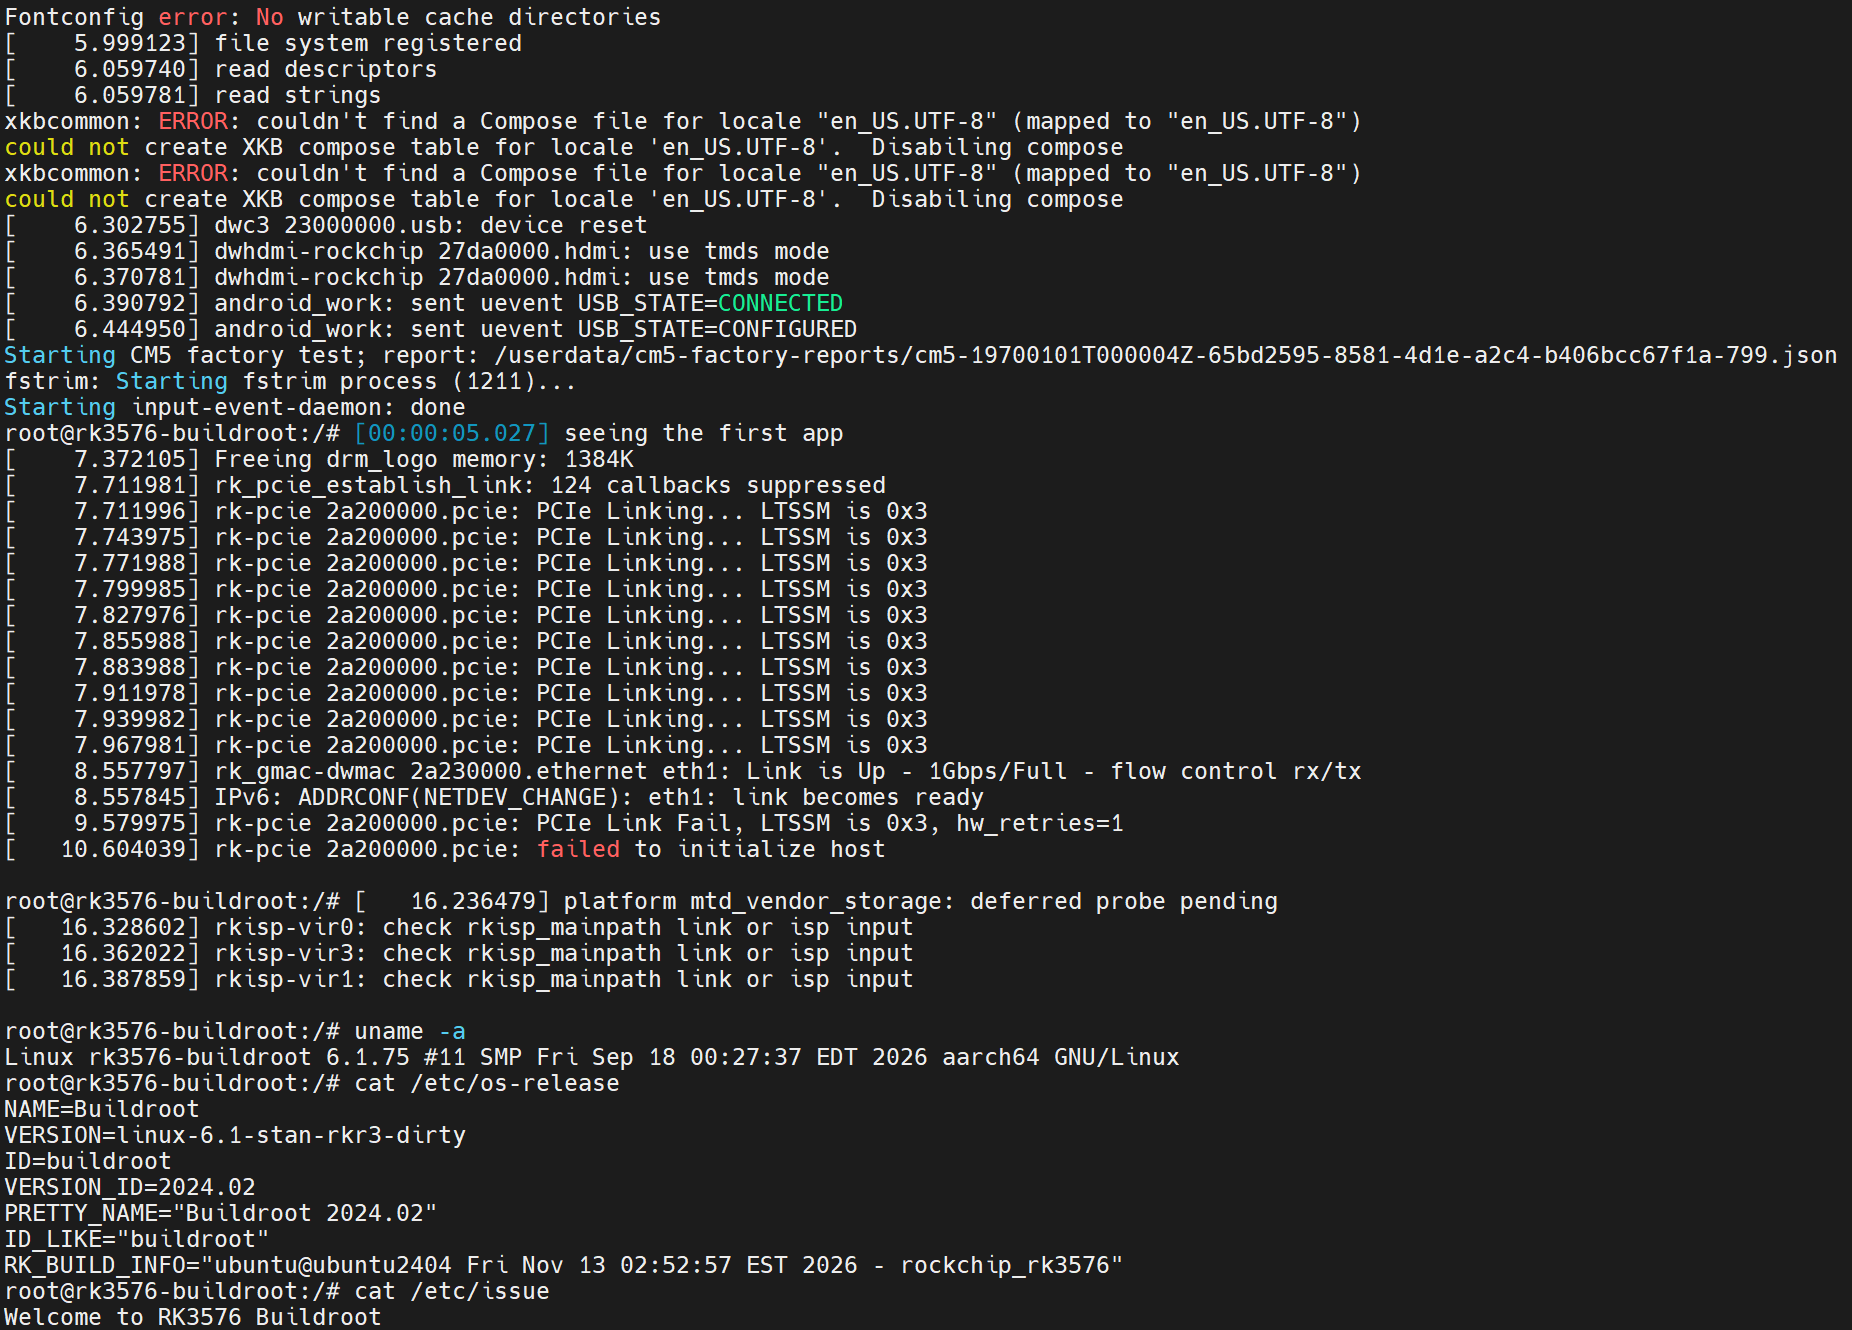 Fontconfig error: No writable cache directories
[    5.999123] file system registered
[    6.059740] read descriptors
[    6.059781] read strings
xkbcommon: ERROR: couldn't find a Compose file for locale "en_US.UTF-8" (mapped to "en_US.UTF-8")
could not create XKB compose table for locale 'en_US.UTF-8'.  Disabiling compose
xkbcommon: ERROR: couldn't find a Compose file for locale "en_US.UTF-8" (mapped to "en_US.UTF-8")
could not create XKB compose table for locale 'en_US.UTF-8'.  Disabiling compose
[    6.302755] dwc3 23000000.usb: device reset
[    6.365491] dwhdmi-rockchip 27da0000.hdmi: use tmds mode
[    6.370781] dwhdmi-rockchip 27da0000.hdmi: use tmds mode
[    6.390792] android_work: sent uevent USB_STATE=CONNECTED
[    6.444950] android_work: sent uevent USB_STATE=CONFIGURED
Starting CM5 factory test; report: /userdata/cm5-factory-reports/cm5-19700101T000004Z-65bd2595-8581-4d1e-a2c4-b406bcc67f1a-799.json
fstrim: Starting fstrim process (1211)...
Starting input-event-daemon: done
root@rk3576-buildroot:/# [00:00:05.027] seeing the first app
[    7.372105] Freeing drm_logo memory: 1384K
[    7.711981] rk_pcie_establish_link: 124 callbacks suppressed
[    7.711996] rk-pcie 2a200000.pcie: PCIe Linking... LTSSM is 0x3
[    7.743975] rk-pcie 2a200000.pcie: PCIe Linking... LTSSM is 0x3
[    7.771988] rk-pcie 2a200000.pcie: PCIe Linking... LTSSM is 0x3
[    7.799985] rk-pcie 2a200000.pcie: PCIe Linking... LTSSM is 0x3
[    7.827976] rk-pcie 2a200000.pcie: PCIe Linking... LTSSM is 0x3
[    7.855988] rk-pcie 2a200000.pcie: PCIe Linking... LTSSM is 0x3
[    7.883988] rk-pcie 2a200000.pcie: PCIe Linking... LTSSM is 0x3
[    7.911978] rk-pcie 2a200000.pcie: PCIe Linking... LTSSM is 0x3
[    7.939982] rk-pcie 2a200000.pcie: PCIe Linking... LTSSM is 0x3
[    7.967981] rk-pcie 2a200000.pcie: PCIe Linking... LTSSM is 0x3
[    8.557797] rk_gmac-dwmac 2a230000.ethernet eth1: Link is Up - 1Gbps/Full - flow control rx/tx
[    8.557845] IPv6: ADDRCONF(NETDEV_CHANGE): eth1: link becomes ready
[    9.579975] rk-pcie 2a200000.pcie: PCIe Link Fail, LTSSM is 0x3, hw_retries=1
[   10.604039] rk-pcie 2a200000.pcie: failed to initialize host
root@rk3576-buildroot:/# [   16.236479] platform mtd_vendor_storage: deferred probe pending
[   16.328602] rkisp-vir0: check rkisp_mainpath link or isp input
[   16.362022] rkisp-vir3: check rkisp_mainpath link or isp input
[   16.387859] rkisp-vir1: check rkisp_mainpath link or isp input
root@rk3576-buildroot:/# uname -a
Linux rk3576-buildroot 6.1.75 #11 SMP Fri Sep 18 00:27:37 EDT 2026 aarch64 GNU/Linux
root@rk3576-buildroot:/# cat /etc/os-release
NAME=Buildroot
VERSION=linux-6.1-stan-rkr3-dirty
ID=buildroot
VERSION_ID=2024.02
PRETTY_NAME="Buildroot 2024.02"
ID_LIKE="buildroot"
RK_BUILD_INFO="ubuntu@ubuntu2404 Fri Nov 13 02:52:57 EST 2026 - rockchip_rk3576"
root@rk3576-buildroot:/# cat /etc/issue
Welcome to RK3576 Buildroot